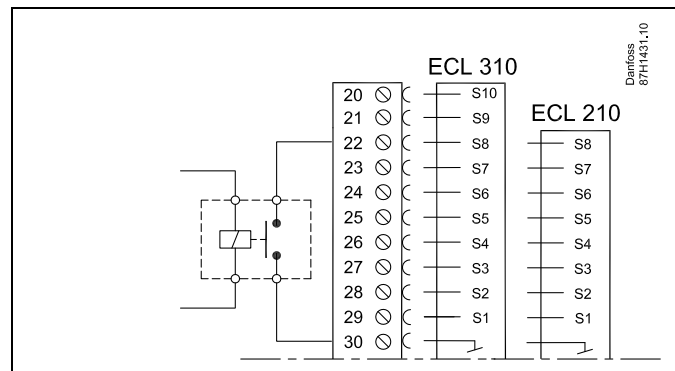 Danfoss
87H1431.10
ECL 310
ECL 210
20 S10
21 S9
22 S8 S8
23 S7 S7
24 S6 S6
25 S5 S5
26 S4 S4
27 S3 S3
28 S2 S2
29 S1 S1
30